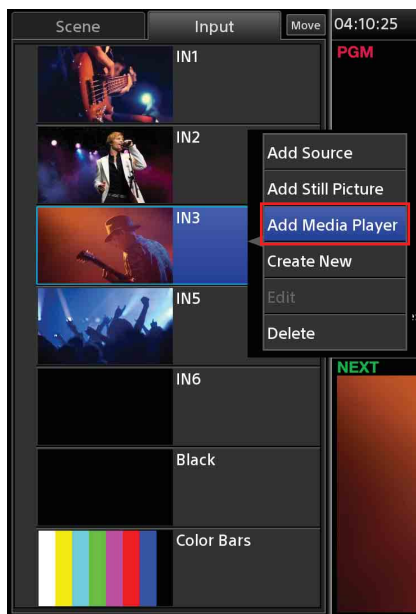 Scene
Input
Move
04:10:25
IN1
PGM
IN2
Add Source
Add Still Picture
IN3
Add Media Player
Create New
IN5
Edit
Delete
IN6
NEXT
Black
Color Bars